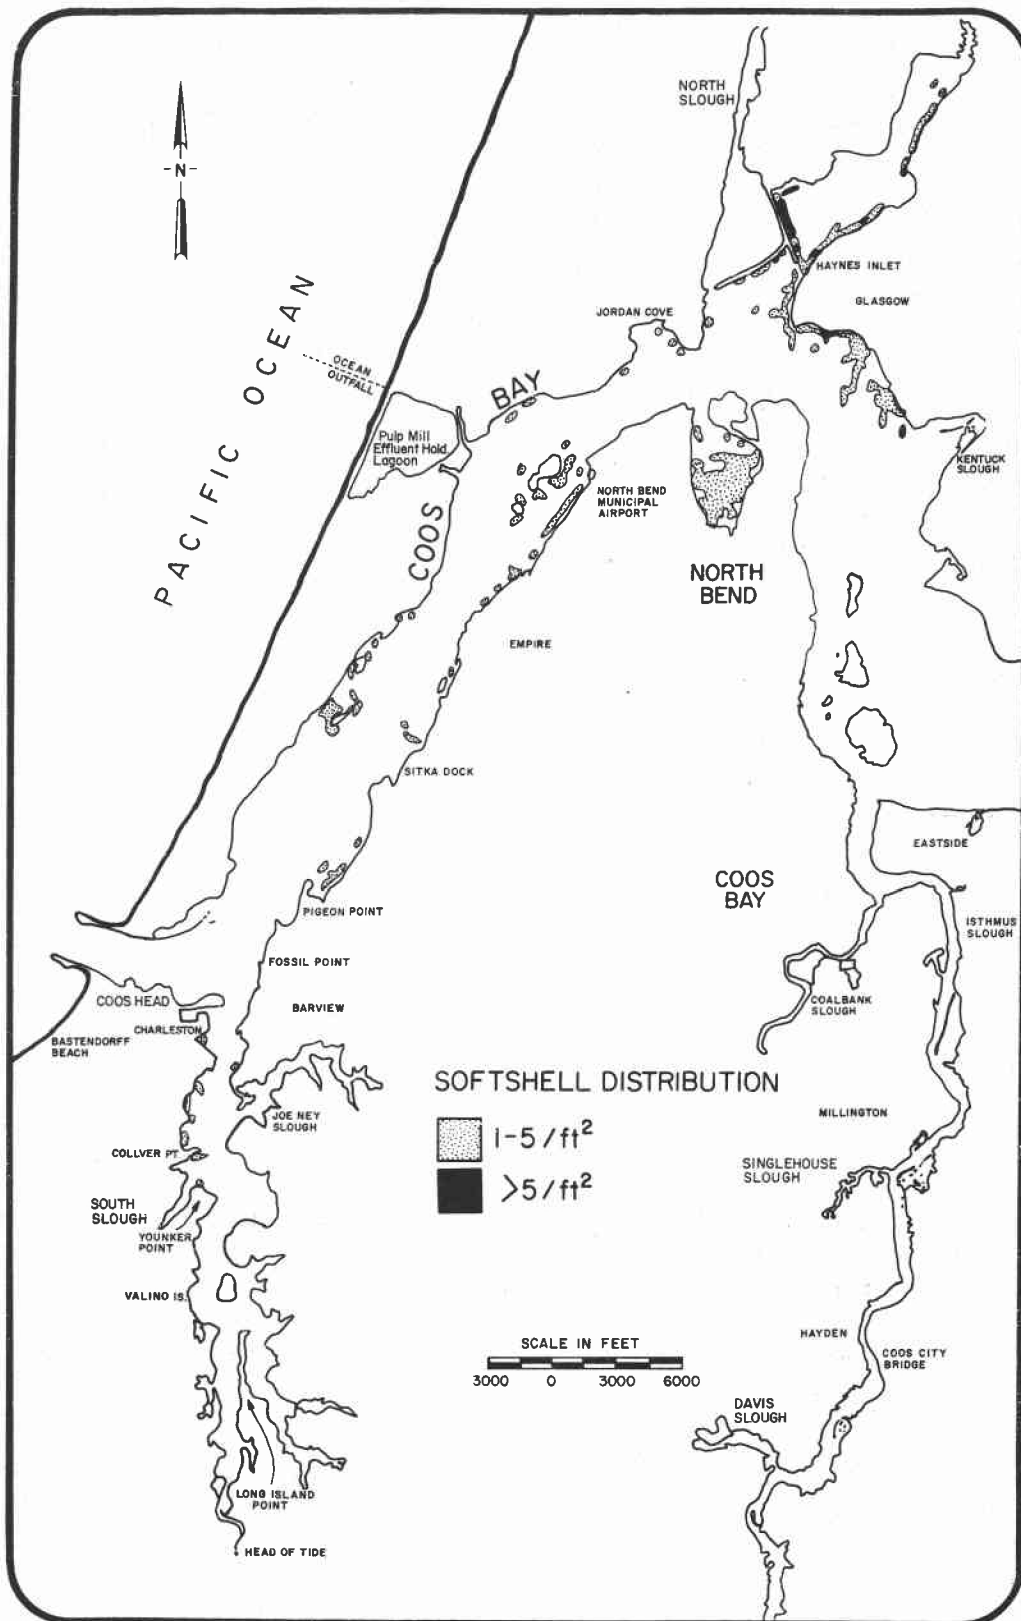 NORTH
SLOUGH
-N-
HAYNES INLET
GLASGOW
JORDAN COVE
PACIFIC OCEAN
OCEAN
OUTFALL
COOS BAY
Pulp Mill
Effluent Hold.
Lagoon
KENTUCK
SLOUGH
NORTH BEND
MUNICIPAL
AIRPORT
NORTH
BEND
EMPIRE
SITKA DOCK
EASTSIDE
COOS
BAY
PIGEON POINT
ISTHMUS
SLOUGH
FOSSIL POINT
COOS HEAD
BARVIEW
COALBANK
SLOUGH
CHARLESTON
BASTENDORFF
BEACH
SOFTSHELL DISTRIBUTION
1-5/ft²
>5/ft²
JOE NEY
SLOUGH
MILLINGTON
COLLVER PT.
SINGLEHOUSE
SLOUGH
SOUTH
SLOUGH
YOUNKER
POINT
VALINO IS.
SCALE IN FEET
3000 0 3000 6000
HAYDEN
COOS CITY
BRIDGE
DAVIS
SLOUGH
LONG ISLAND
POINT
HEAD OF TIDE